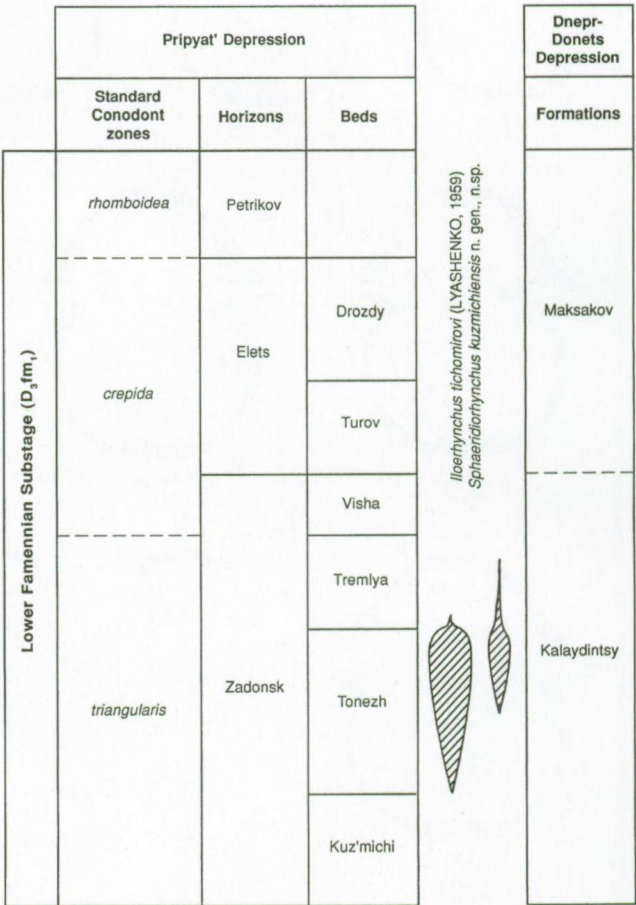 Pripyat' Depression
Dnepr-
Donets
Depression
Standard
Conodont
zones
Horizons
Beds
Formations
Lower Famennian Substage (D₃fm₁)
rhomboidea
crepida
triangularis
Petrikov
Elets
Zadonsk
Drozdy
Turov
Visha
Tremlya
Tonezh
Kuz'michi
Iloerhynchus tichomirovi (LYASHENKO, 1959)
Sphaeridiorhynchus kuzmichiensis n. gen., n.sp.
Maksakov
Kalaydintsy